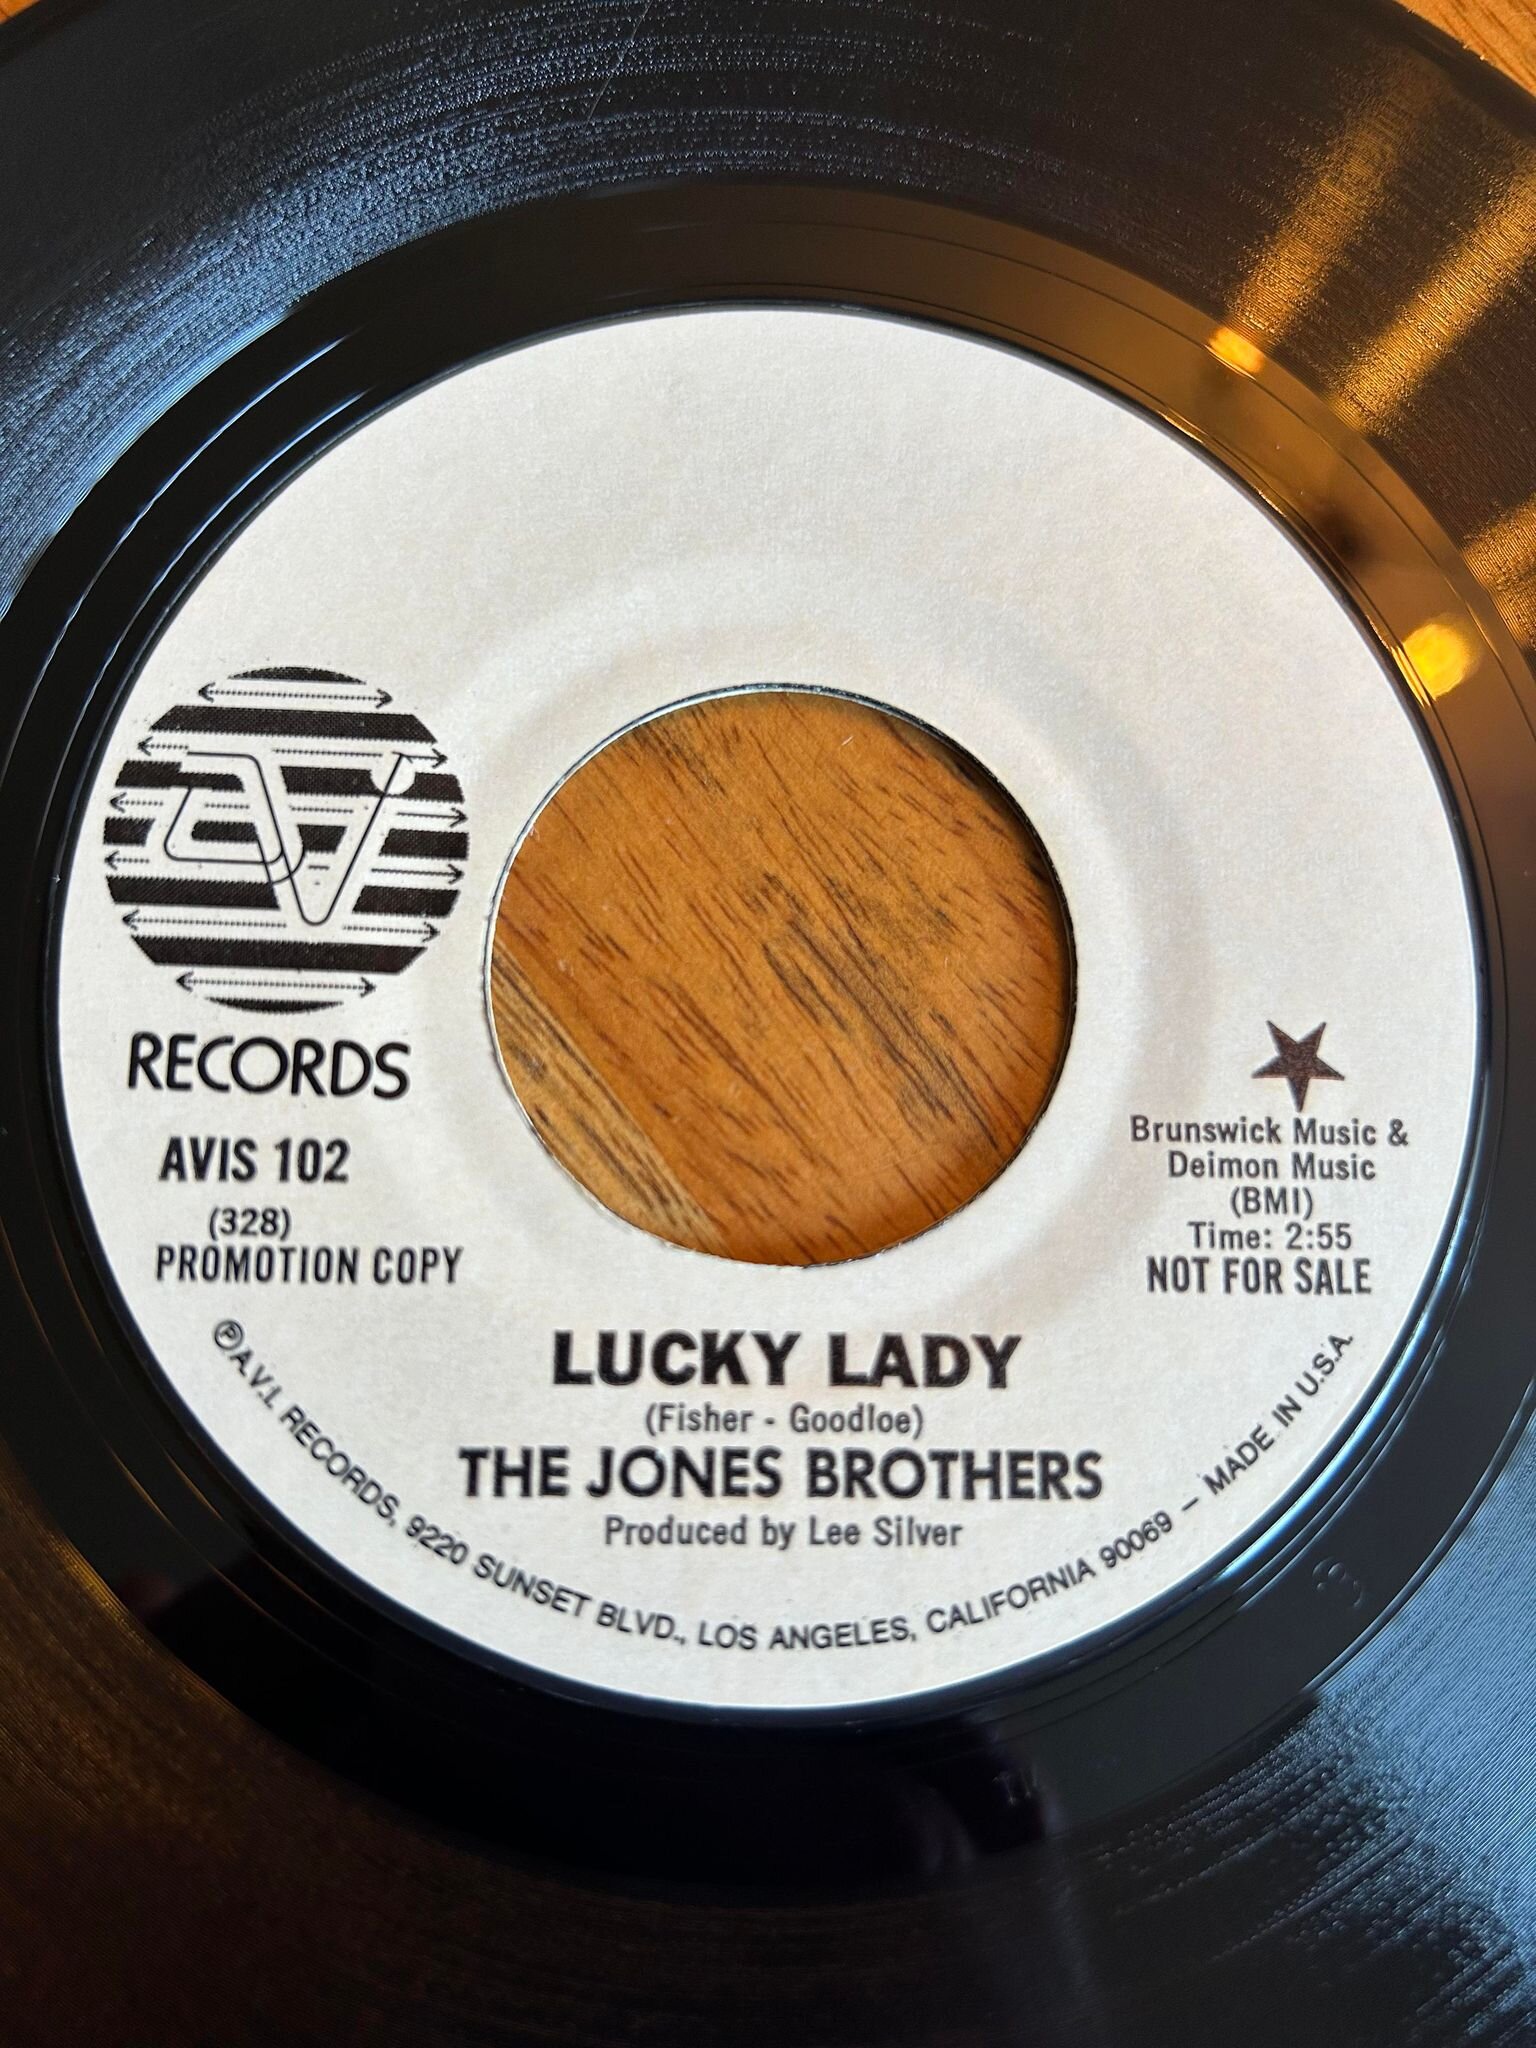 AVI
RECORDS
AVIS 102
(328)
PROMOTION COPY
Brunswick Music &
Deimon Music
(BMI)
Time: 2:55
NOT FOR SALE
LUCKY LADY
(Fisher - Goodloe)
THE JONES BROTHERS
Produced by Lee Silver
Ⓟ A.V.I. RECORDS, 9220 SUNSET BLVD., LOS ANGELES, CALIFORNIA 90069 – MADE IN U.S.A.